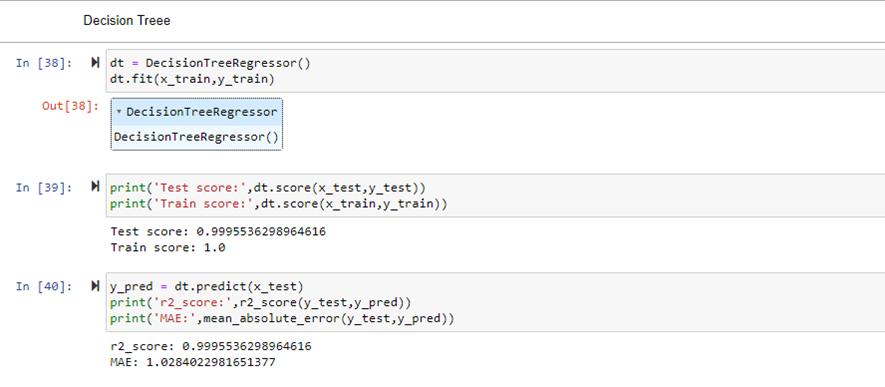 Decision Treee
In [38]: dt = DecisionTreeRegressor()
dt.fit(x_train,y_train)
Out[38]: ▾ DecisionTreeRegressor
DecisionTreeRegressor()
In [39]: print('Test score:',dt.score(x_test,y_test))
print('Train score:',dt.score(x_train,y_train))
Test score: 0.9995536298964616
Train score: 1.0
In [40]: y_pred = dt.predict(x_test)
print('r2_score:',r2_score(y_test,y_pred))
print('MAE:',mean_absolute_error(y_test,y_pred))
r2_score: 0.9995536298964616
MAE: 1.0284022981651377